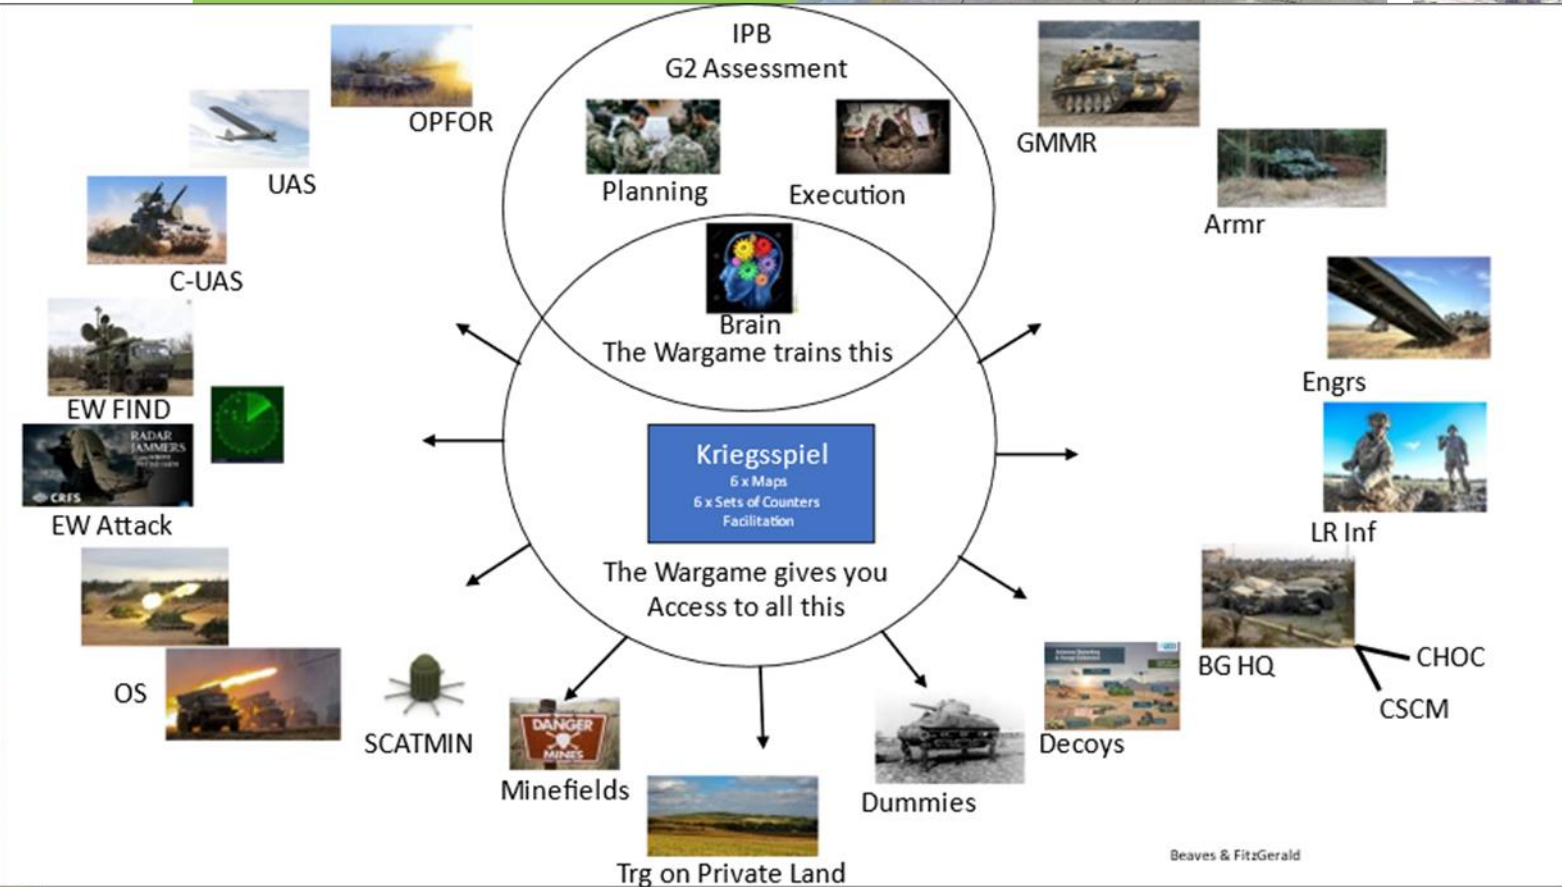 IPB
G2 Assessment
Planning
Execution
Brain
The Wargame trains this
Kriegsspiel
6 x Maps
6 x Sets of Counters
Facilitation
The Wargame gives you
Access to all this
OPFOR
UAS
C-UAS
EW FIND
RADAR
JAMMERS
CRFS
EW Attack
OS
SCATMIN
DANGER
MINES
Minefields
Trg on Private Land
Dummies
Decoys
BG HQ
CHOC
CSCM
LR Inf
Engrs
Armr
GMMR
Beaves & FitzGerald